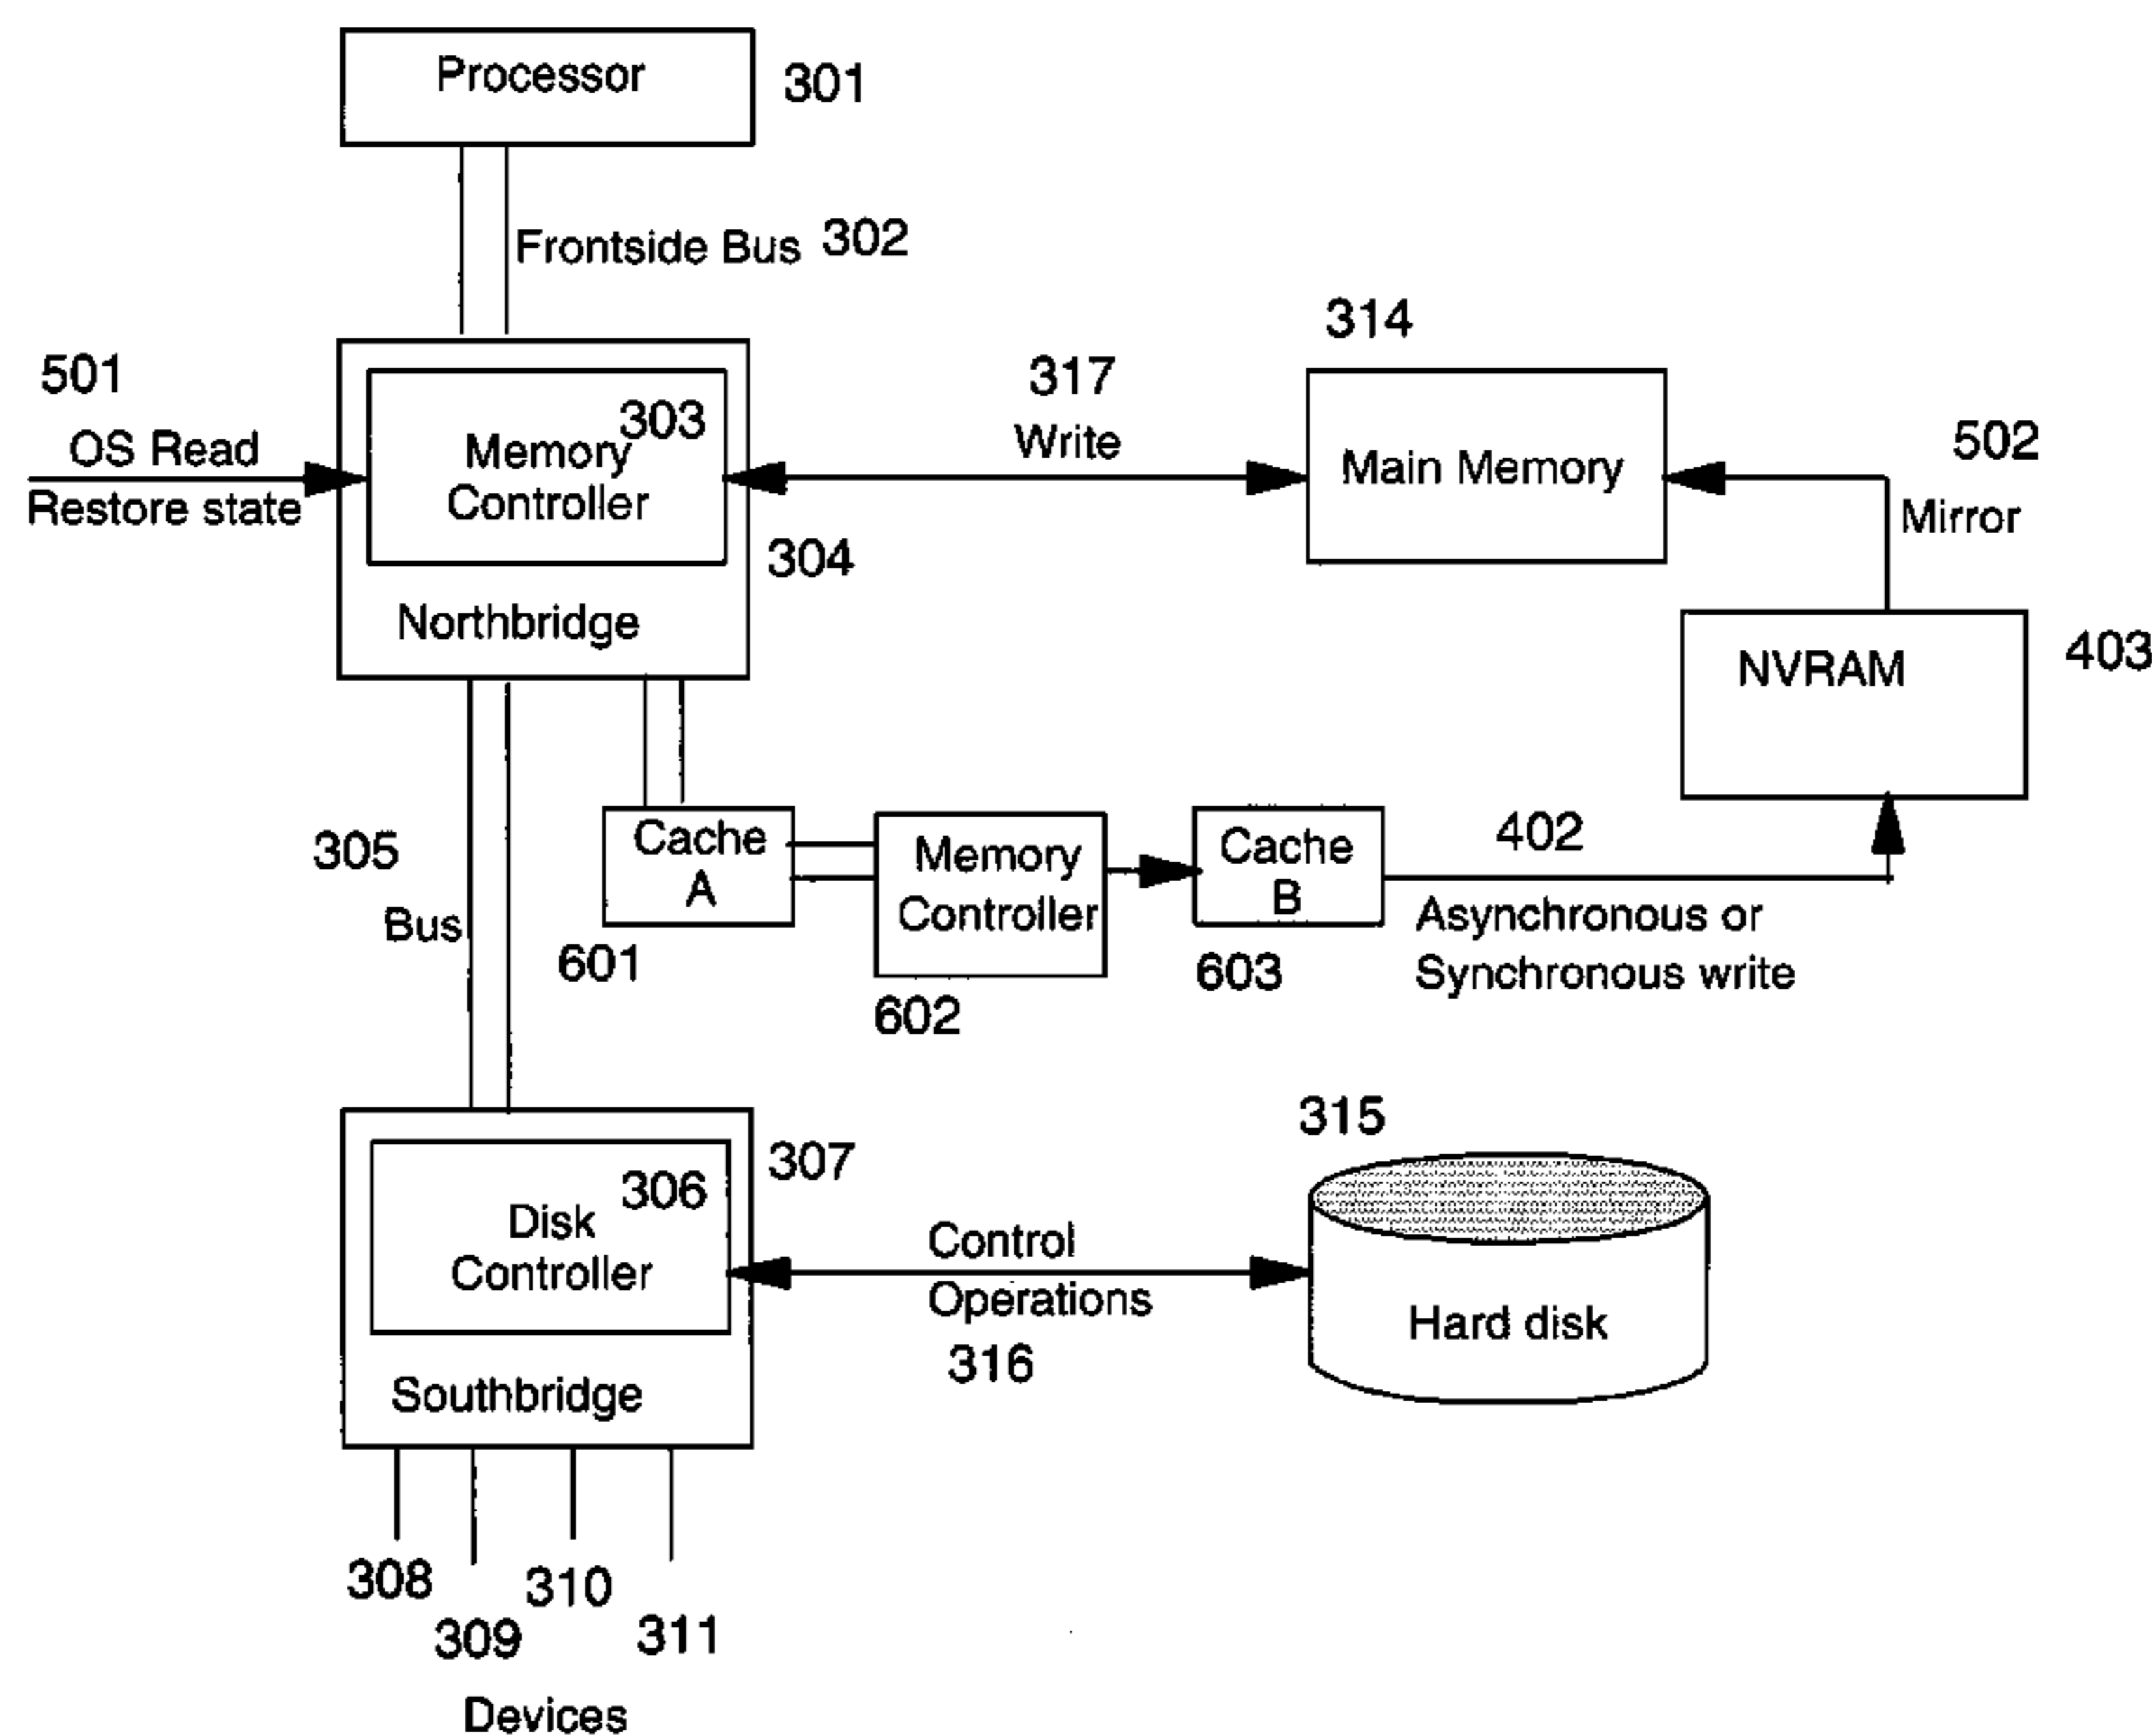 Processor
301
Frontside Bus 302
314
501
317
303
OS Read
Memory
Controller
Write
Main Memory
502
Restore state
Mirror
304
Northbridge
NVRAM
403
305
Bus
Cache
A
601
Memory
Controller
602
Cache
B
603
402
Asynchronous or
Synchronous write
315
307
306
Disk
Controller
Control
Operations
316
Hard disk
Southbridge
308
309
310
311
Devices